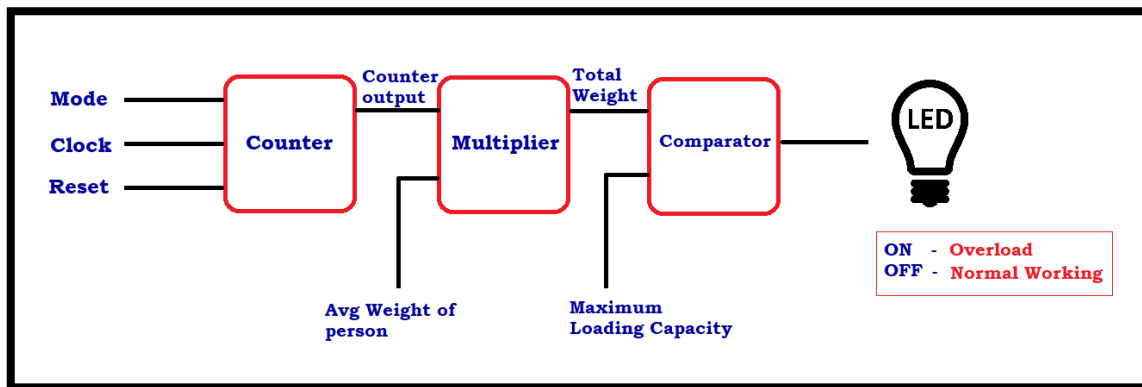 Mode
Clock
Reset
Counter
Counter
output
Multiplier
Avg Weight of
person
Total
Weight
Comparator
Maximum
Loading Capacity
LED
ON - Overload
OFF - Normal Working